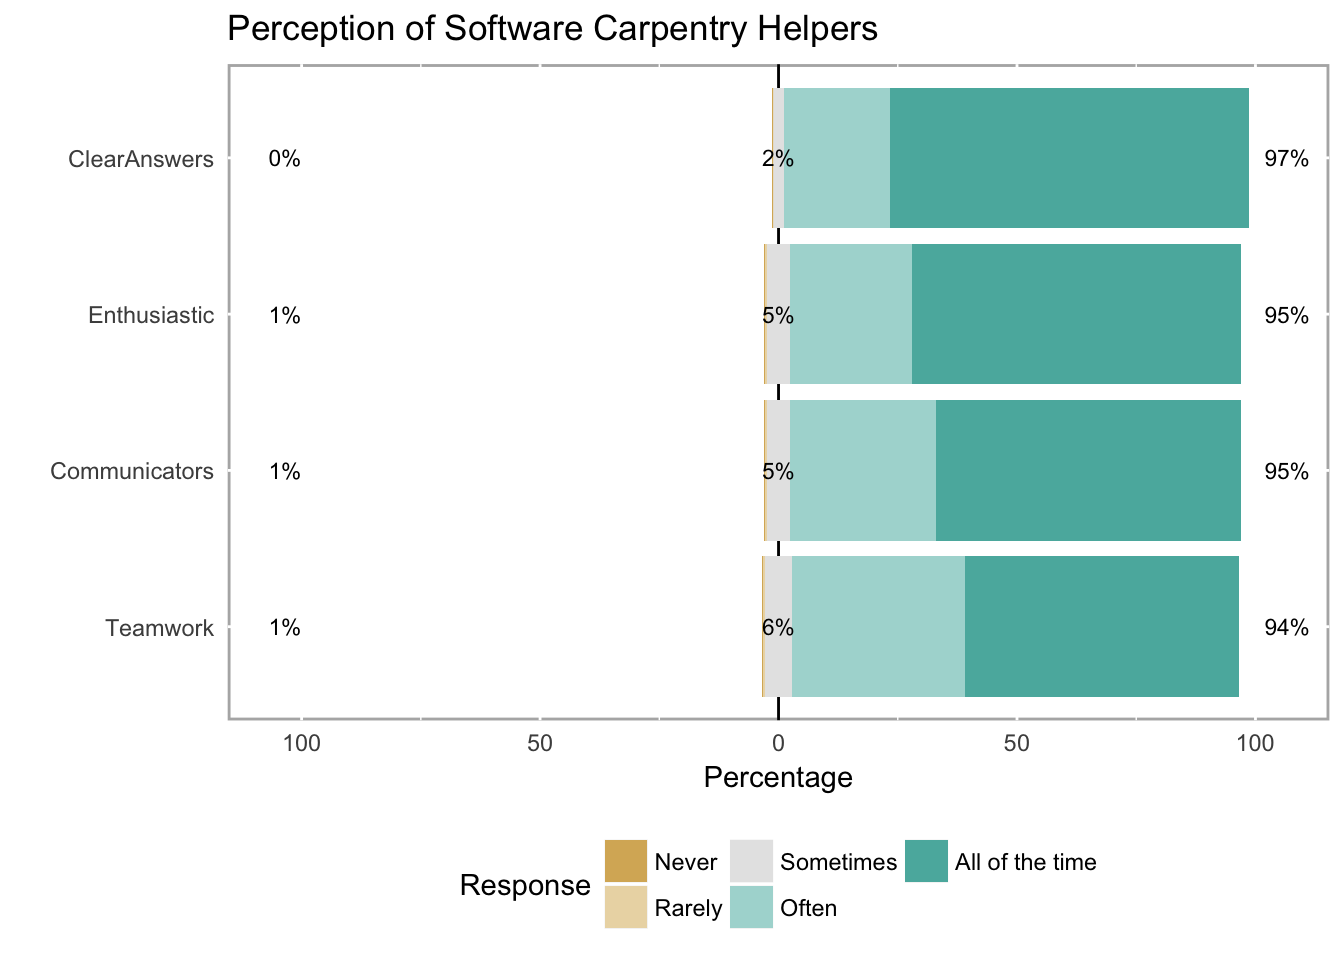 Perception of Software Carpentry Helpers
ClearAnswers 0% 2% 97%
Enthusiastic 1% 5% 95%
Communicators 1% 5% 95%
Teamwork 1% 6% 94%
100 50 0 50 100
Percentage
Response
Never Sometimes All of the time
Rarely Often